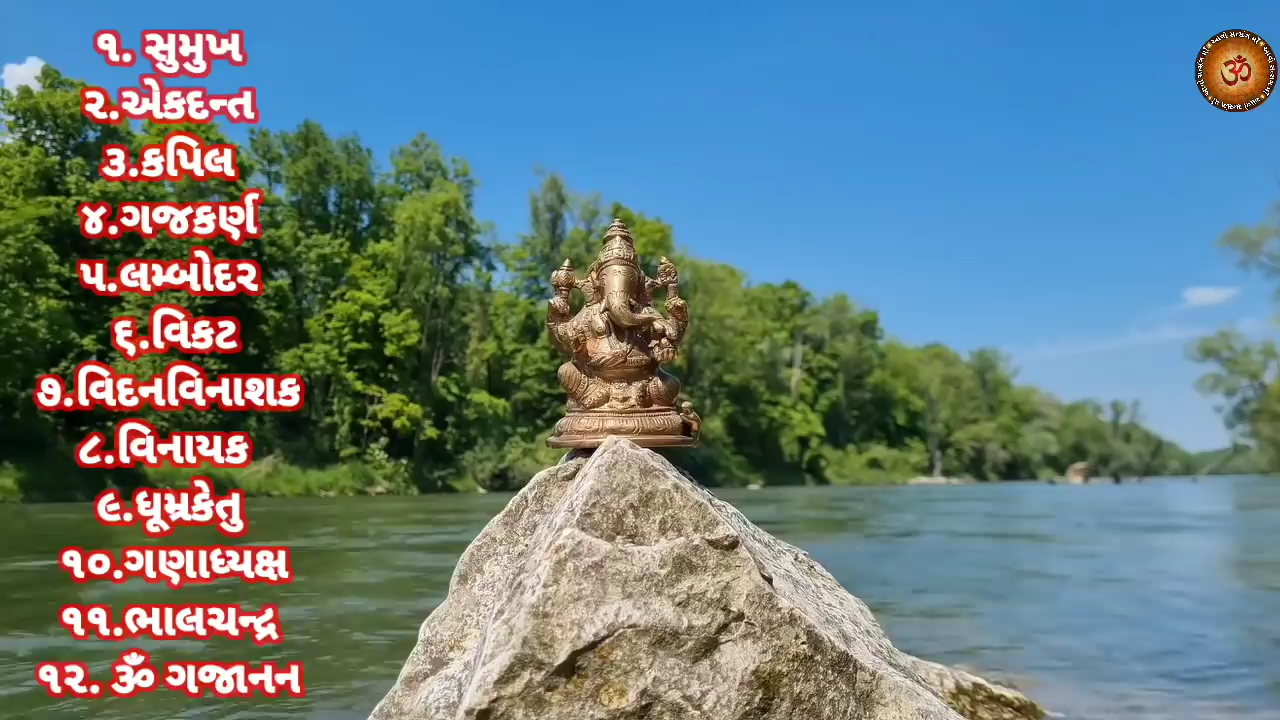 ૧. સુમુખ
૨.એકદન્ત
૩.કપિલ
૪.ગજકર્ણ
૫.લમ્બોદર
૬.વિકટ
૭.વિદનવિનાશક
૮.વિનાયક
૯.ધૂમ્રકેતુ
૧૦.ગણાધ્યક્ષ
૧૧.ભાલચન્દ્ર
૧૨. ૐ ગજાનન
ૐ